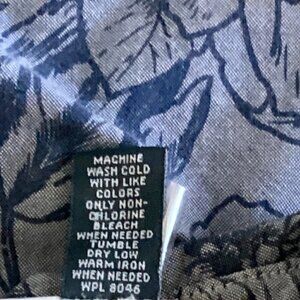 MACHINE
WASH COLD
WITH LIKE
COLORS
ONLY NON-
CHLORINE
BLEACH
WHEN NEEDED
TUMBLE
DRY LOW
WARM IRON
WHEN NEEDED
WPL 8046